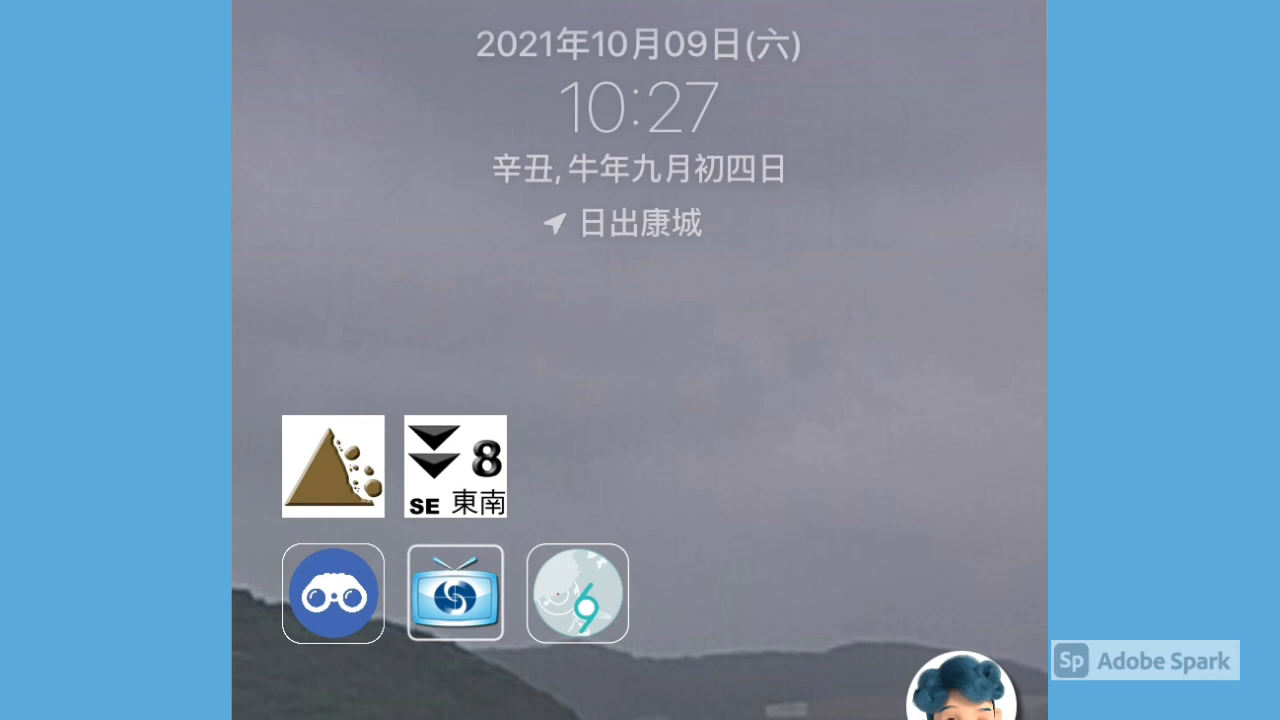 2021年10月09日(六)
10:27
辛丑, 牛年九月初四日
日出康城
8
SE 東南
Sp Adobe Spark